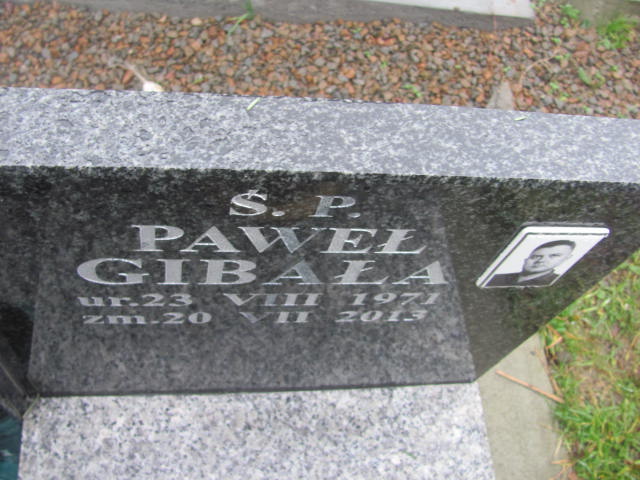 Ś. P.
PAWEŁ
GIBAŁA
ur.23 VIII 1971
zm.20 VII 2013